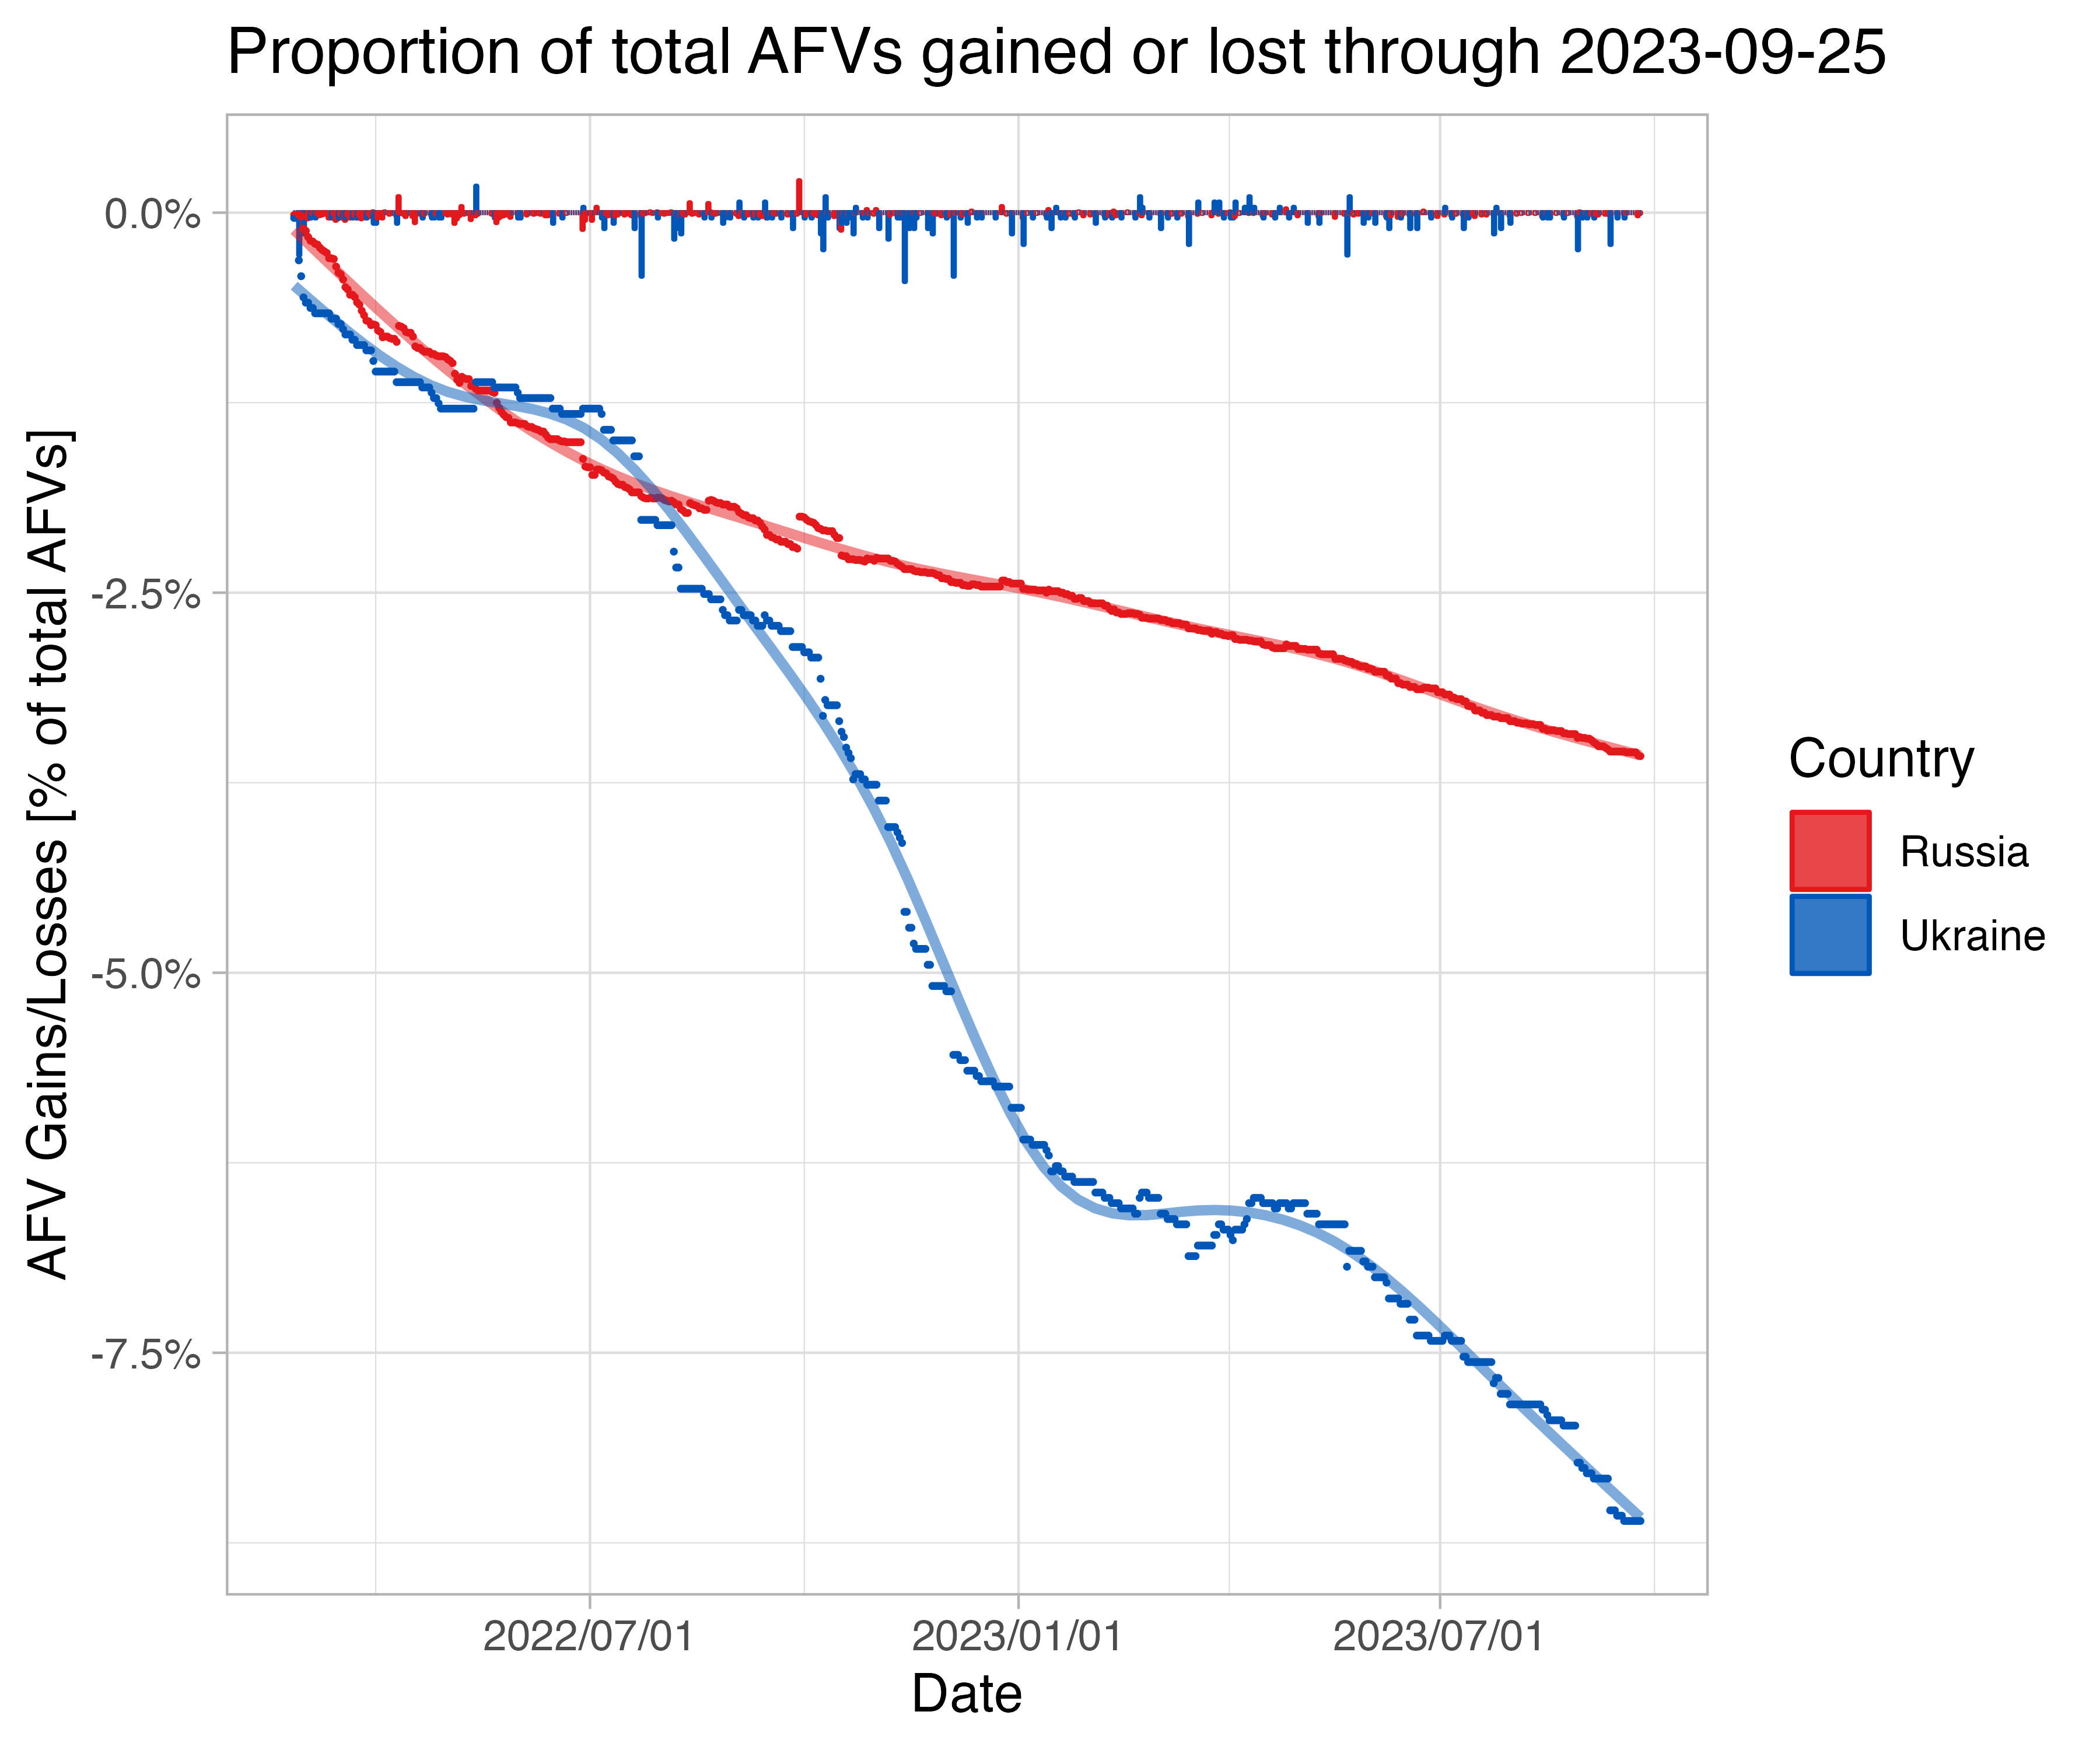 Proportion of total AFVs gained or lost through 2023-09-25
AFV Gains/Losses [% of total AFVs]
0.0%
-2.5%
-5.0%
-7.5%
2022/07/01
2023/01/01
2023/07/01
Date
Country
Russia
Ukraine